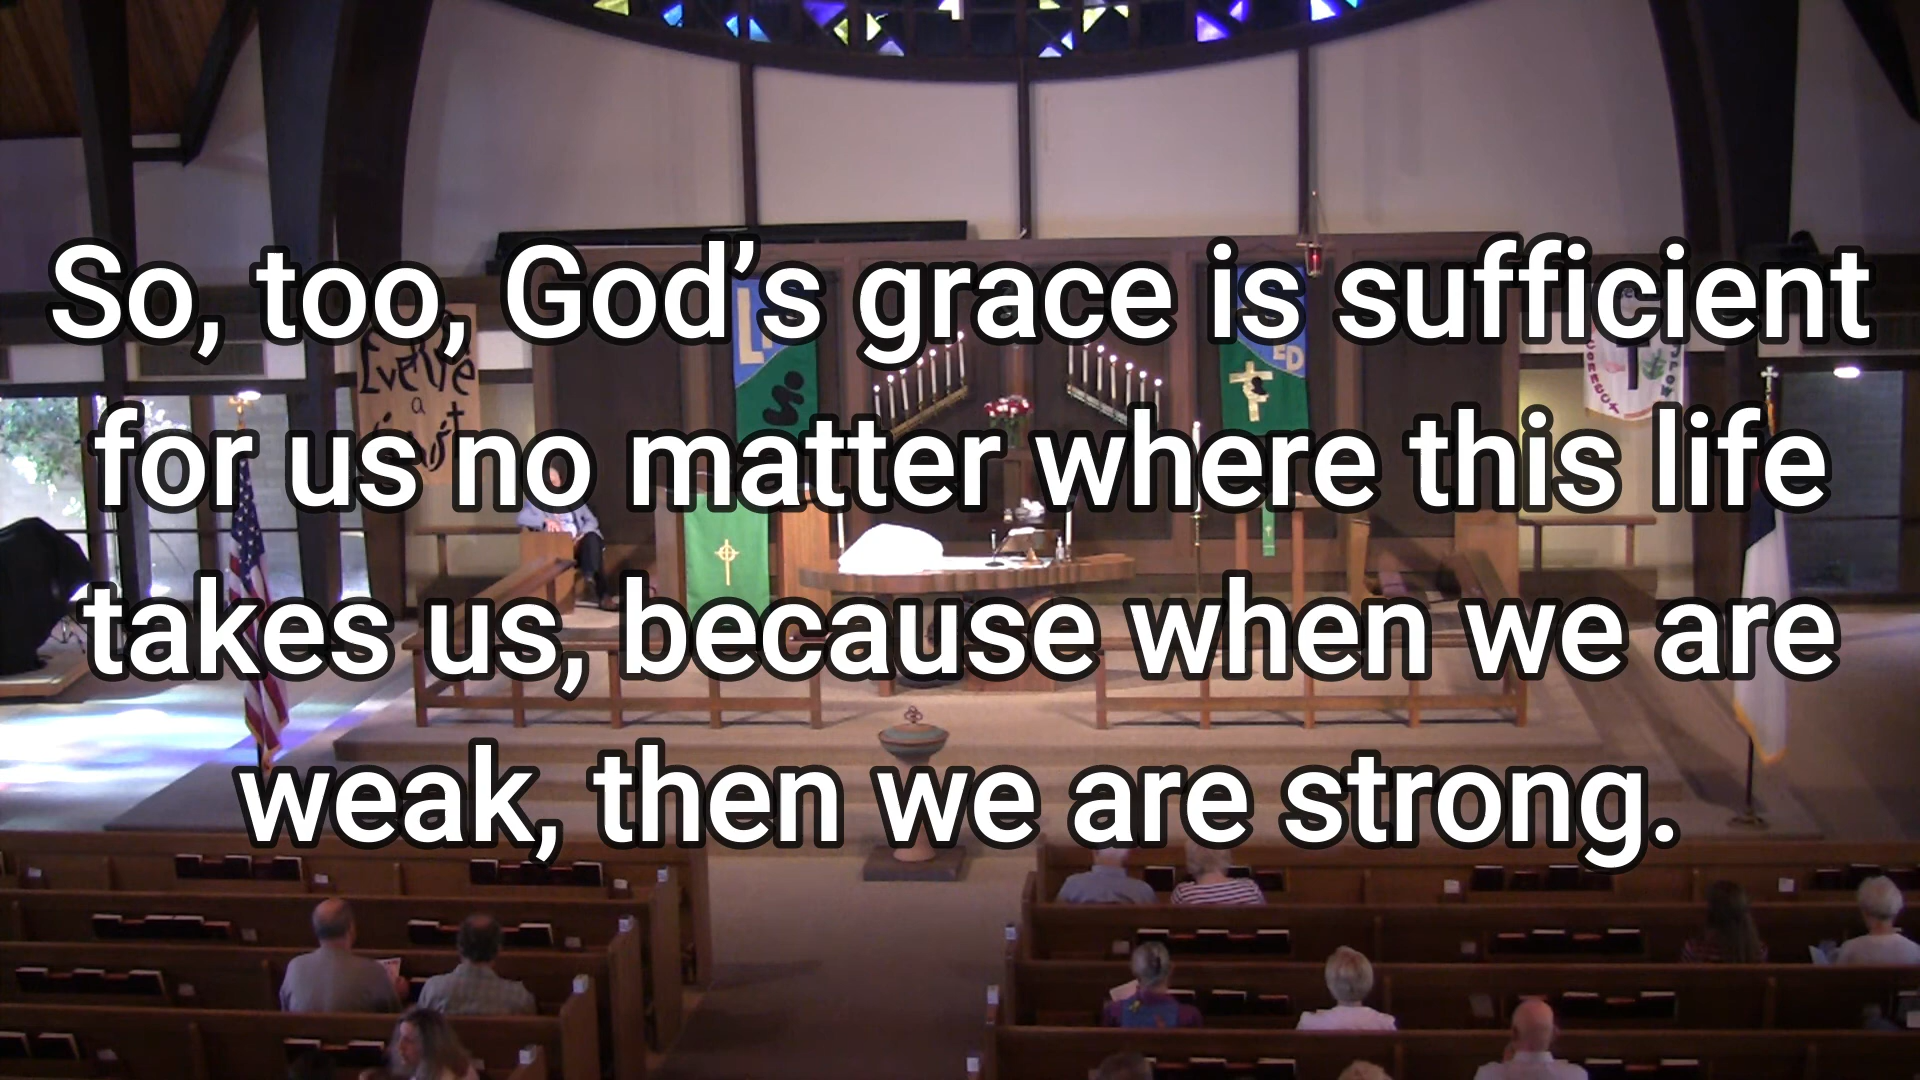 So, too, God’s grace is sufficient
for us no matter where this life
takes us, because when we are
weak, then we are strong.
a
ED